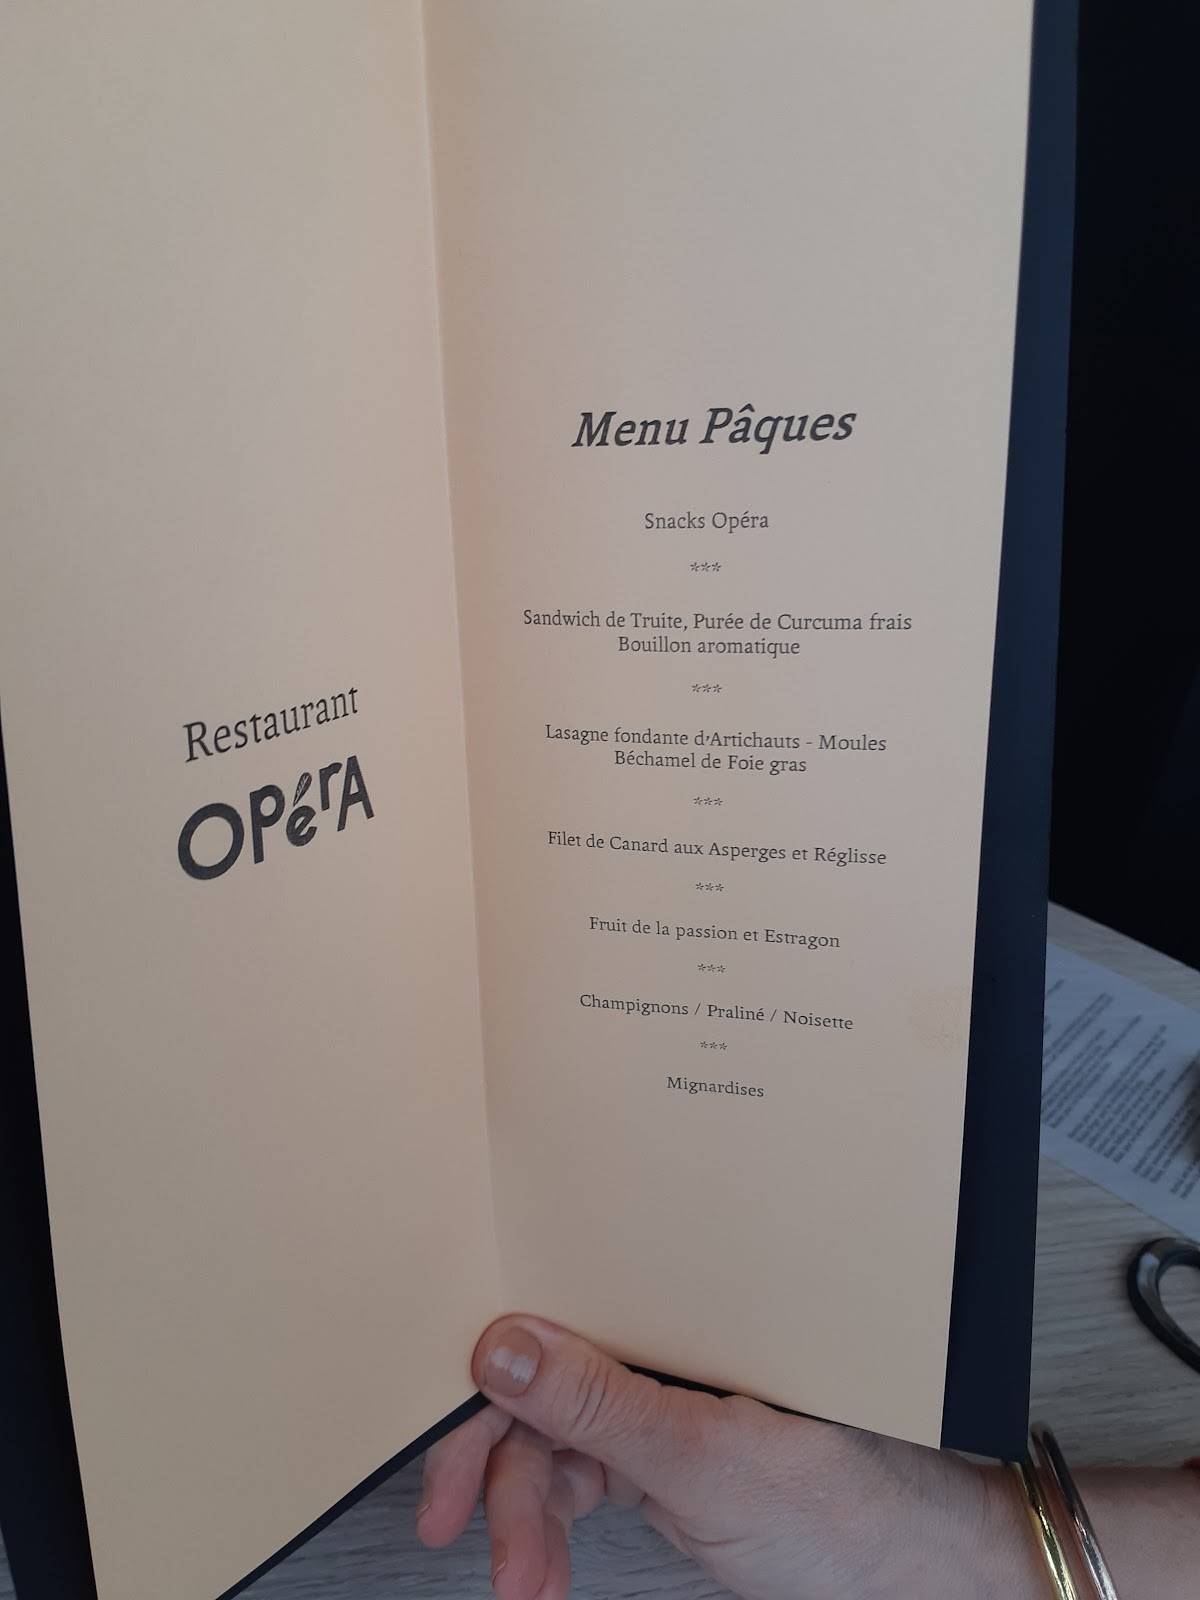 Restaurant
OPérA
Menu Pâques
Snacks Opéra
***
Sandwich de Truite, Purée de Curcuma frais
Bouillon aromatique
***
Lasagne fondante d'Artichauts - Moules
Béchamel de Foie gras
***
Filet de Canard aux Asperges et Réglisse
***
Fruit de la passion et Estragon
***
Champignons / Praliné / Noisette
***
Mignardises